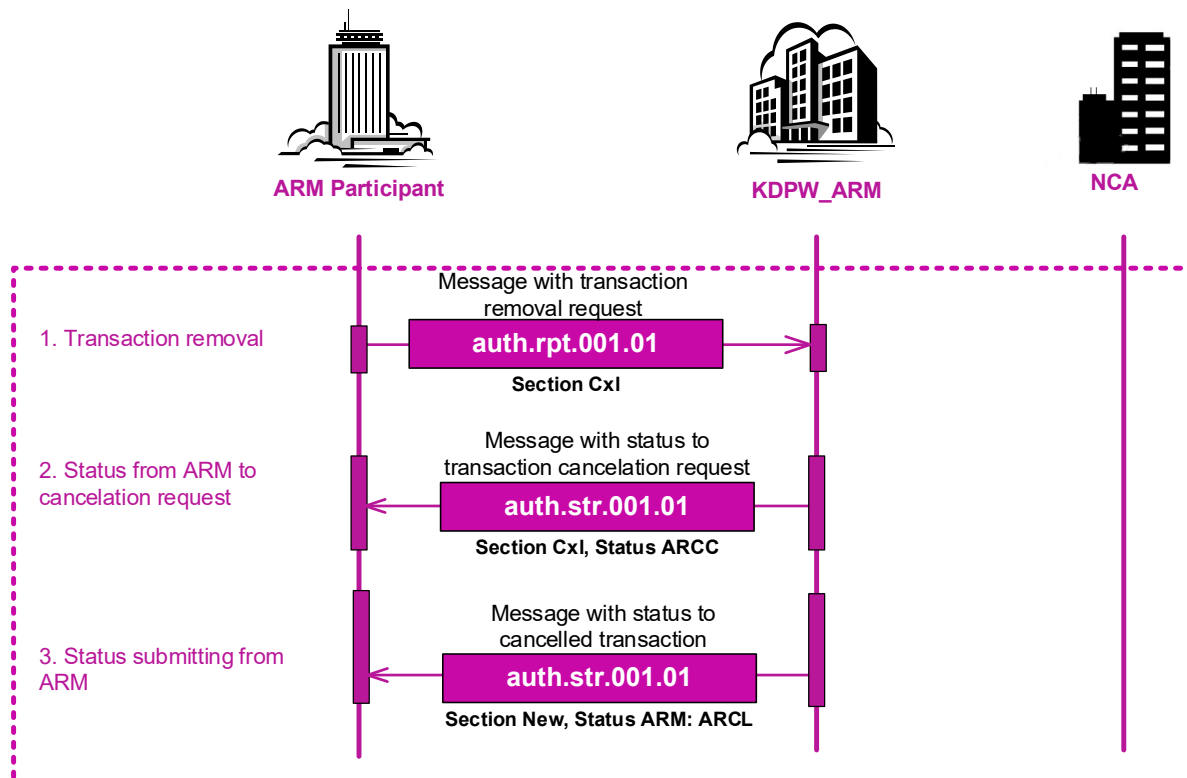 ARM Participant
KDPW_ARM
NCA
Message with transaction
removal request
1. Transaction removal
auth.rpt.001.01
Section Cxl
Message with status to
transaction cancelation request
2. Status from ARM to
cancelation request
auth.str.001.01
Section Cxl, Status ARCC
Message with status to
cancelled transaction
3. Status submitting from
ARM
auth.str.001.01
Section New, Status ARM: ARCL